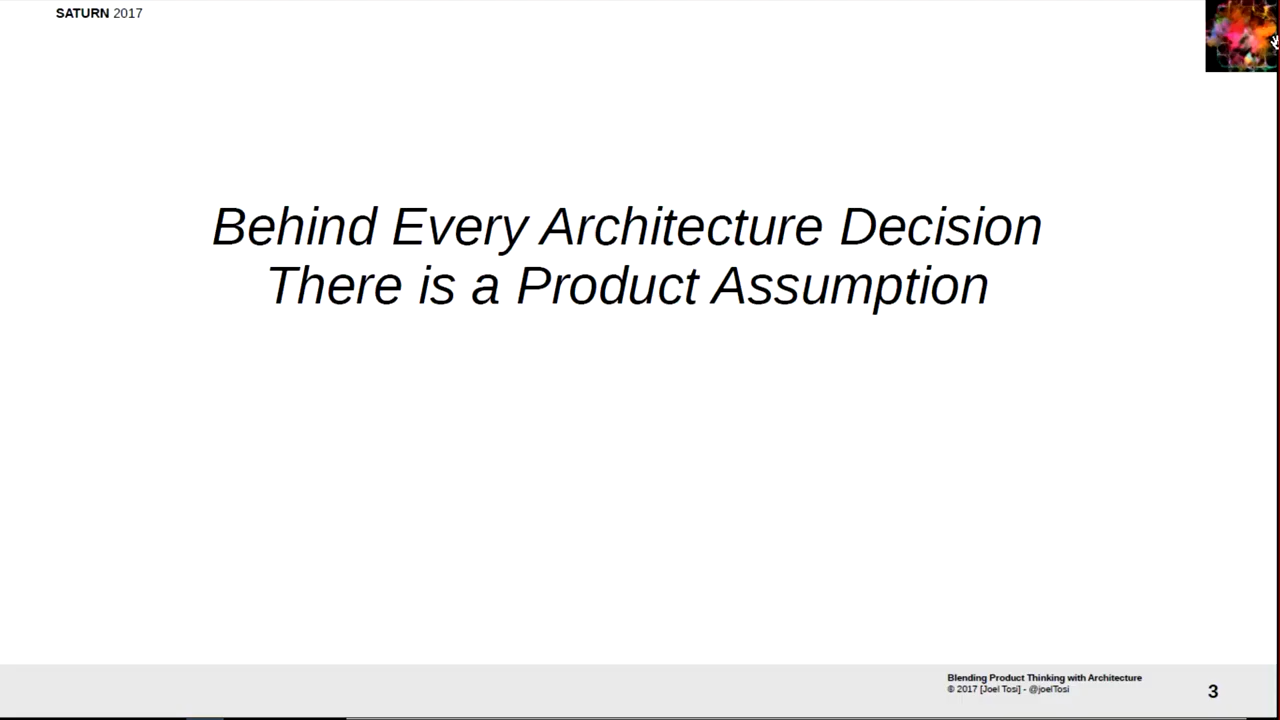 SATURN 2017
Behind Every Architecture Decision
There is a Product Assumption
Blending Product Thinking with Architecture
© 2017 [Joel Tosi] - @joelTosi
3